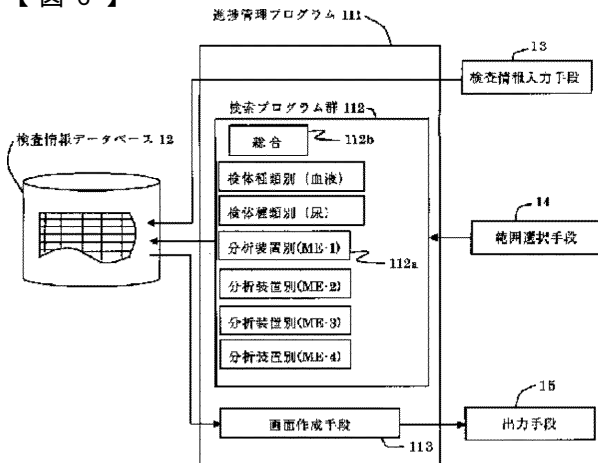 【図
進捗管理プログラム 111
13
検査情報入力手段
検索プログラム群 112
検査情報データベース 12
総合
112b
検体種類別（血液）
検体種類別（尿）
14
範囲選択手段
分析装置別(ME-1)
112a
分析装置別(ME-2)
分析装置別(ME-3)
分析装置別(ME-4)
15
画面作成手段
出力手段
113